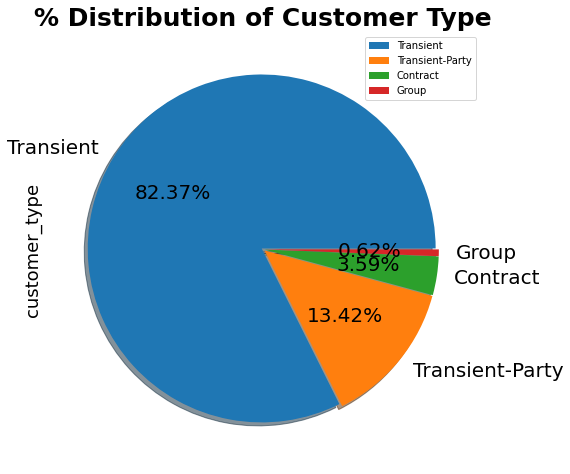 % Distribution of Customer Type
Transient
Transient-Party
Contract
Group
Transient
82.37%
customer_type
0.62%
Group
3.59%
Contract
13.42%
Transient-Party